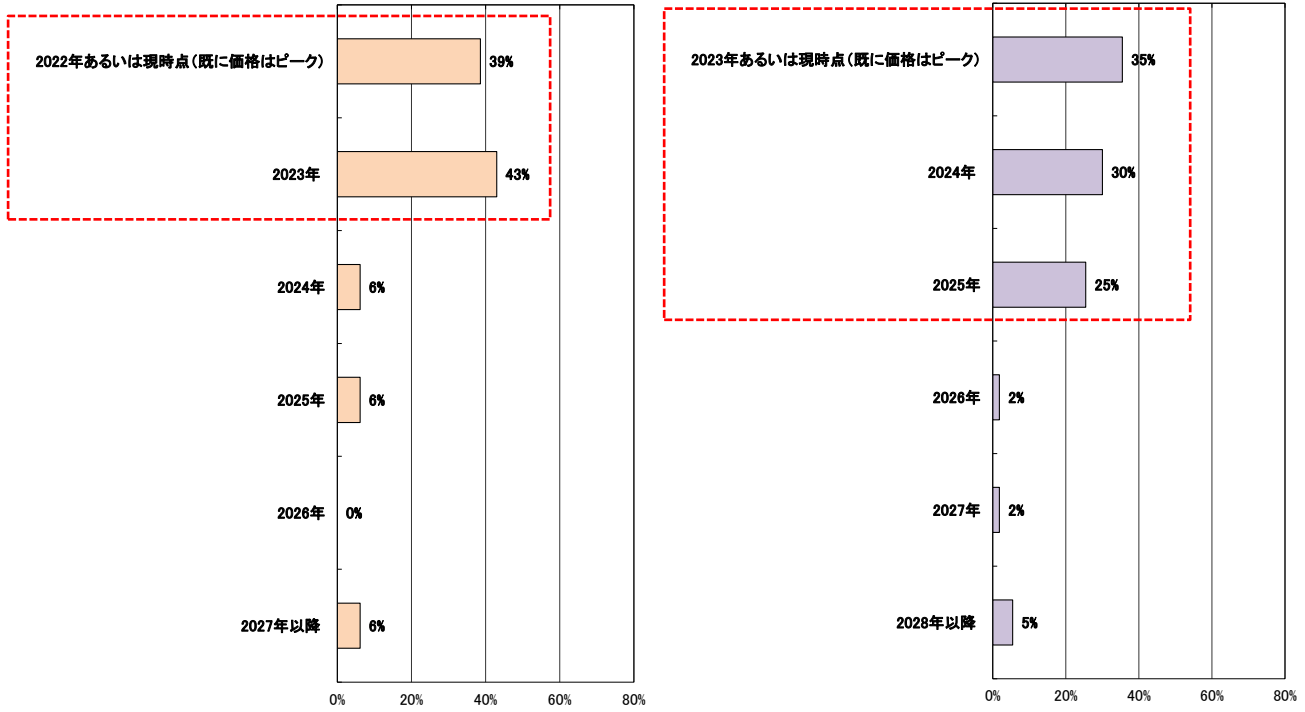 2022年あるいは現時点（既に価格はピーク）
39%
2023年
43%
2024年
6%
2025年
6%
2026年
0%
2027年以降
6%
0%
20%
40%
60%
80%
2023年あるいは現時点（既に価格はピーク）
35%
2024年
30%
2025年
25%
2026年
2%
2027年
2%
2028年以降
5%
0%
20%
40%
60%
80%